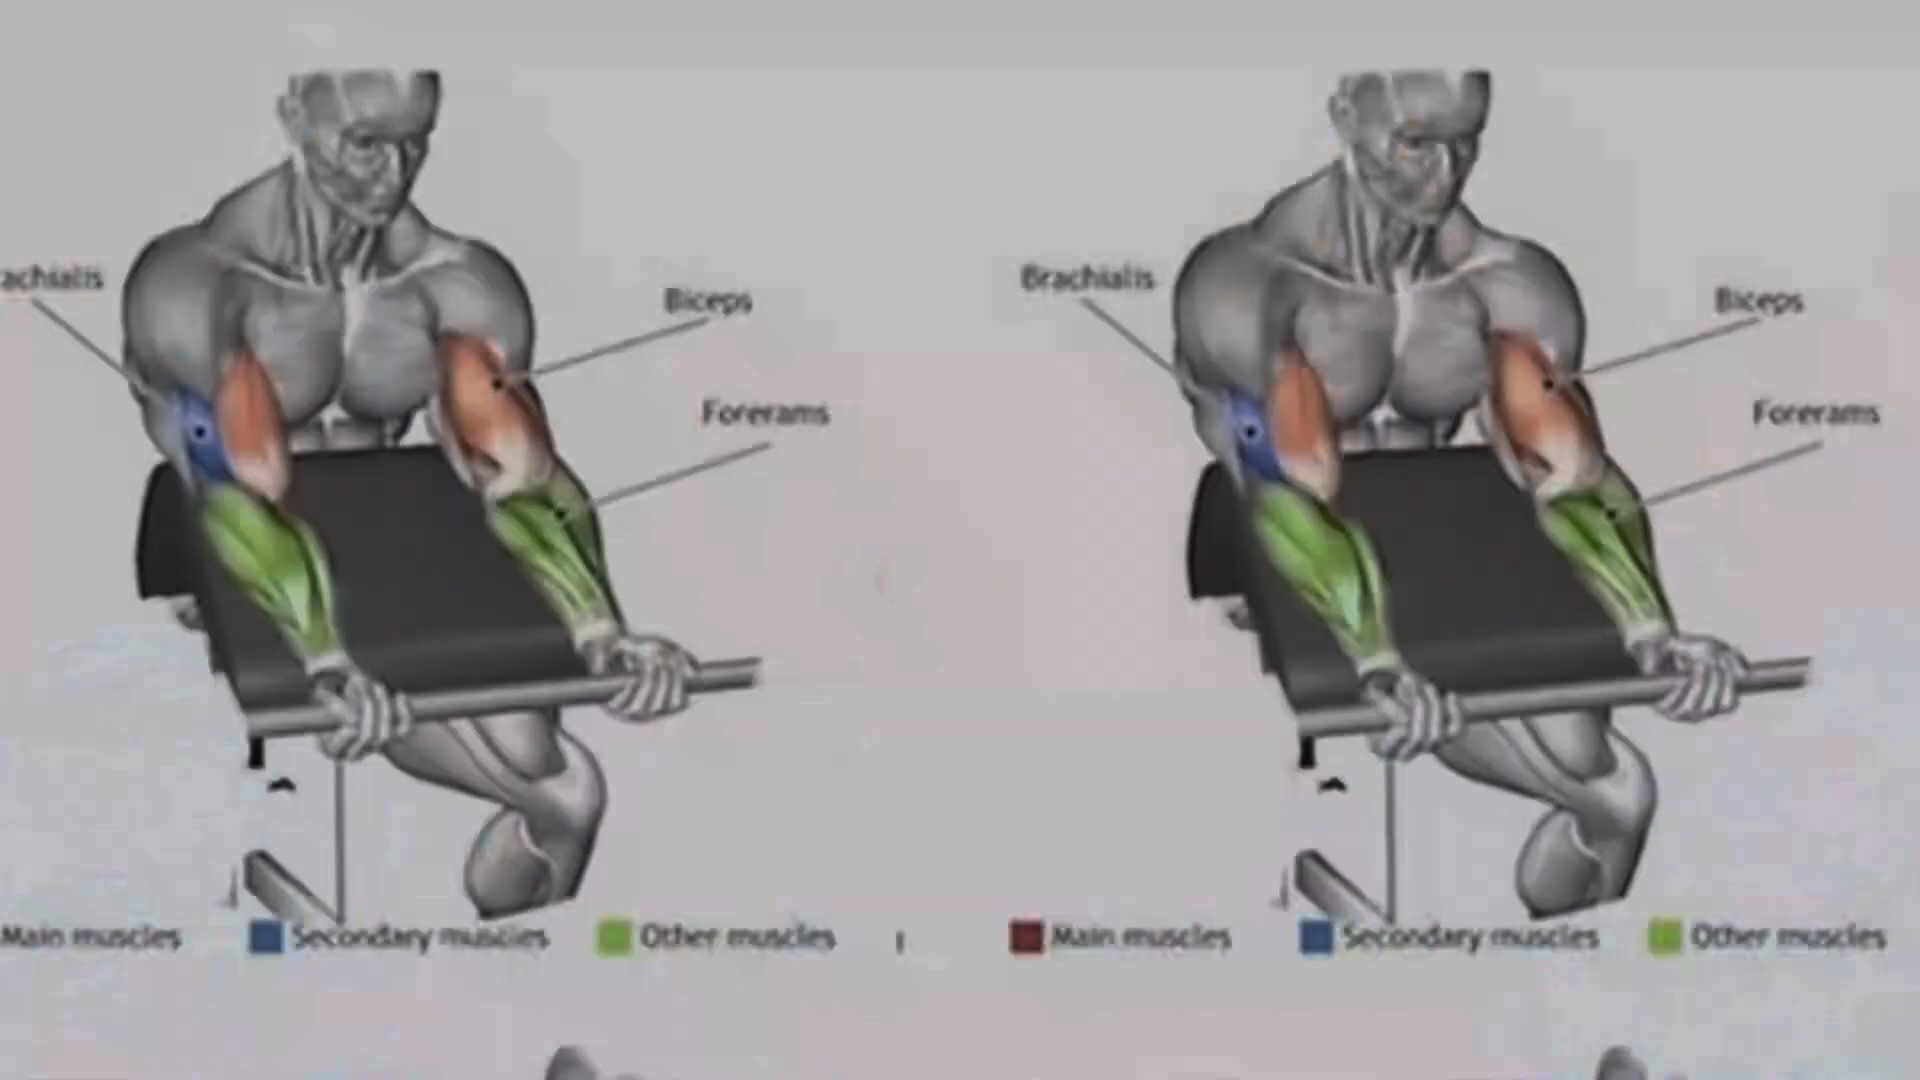 achialis
Biceps
Forerams
Main muscles
Secondary muscles
Other muscles
Brachialis
Biceps
Forerams
Main muscles
Secondary muscles
Other muscles